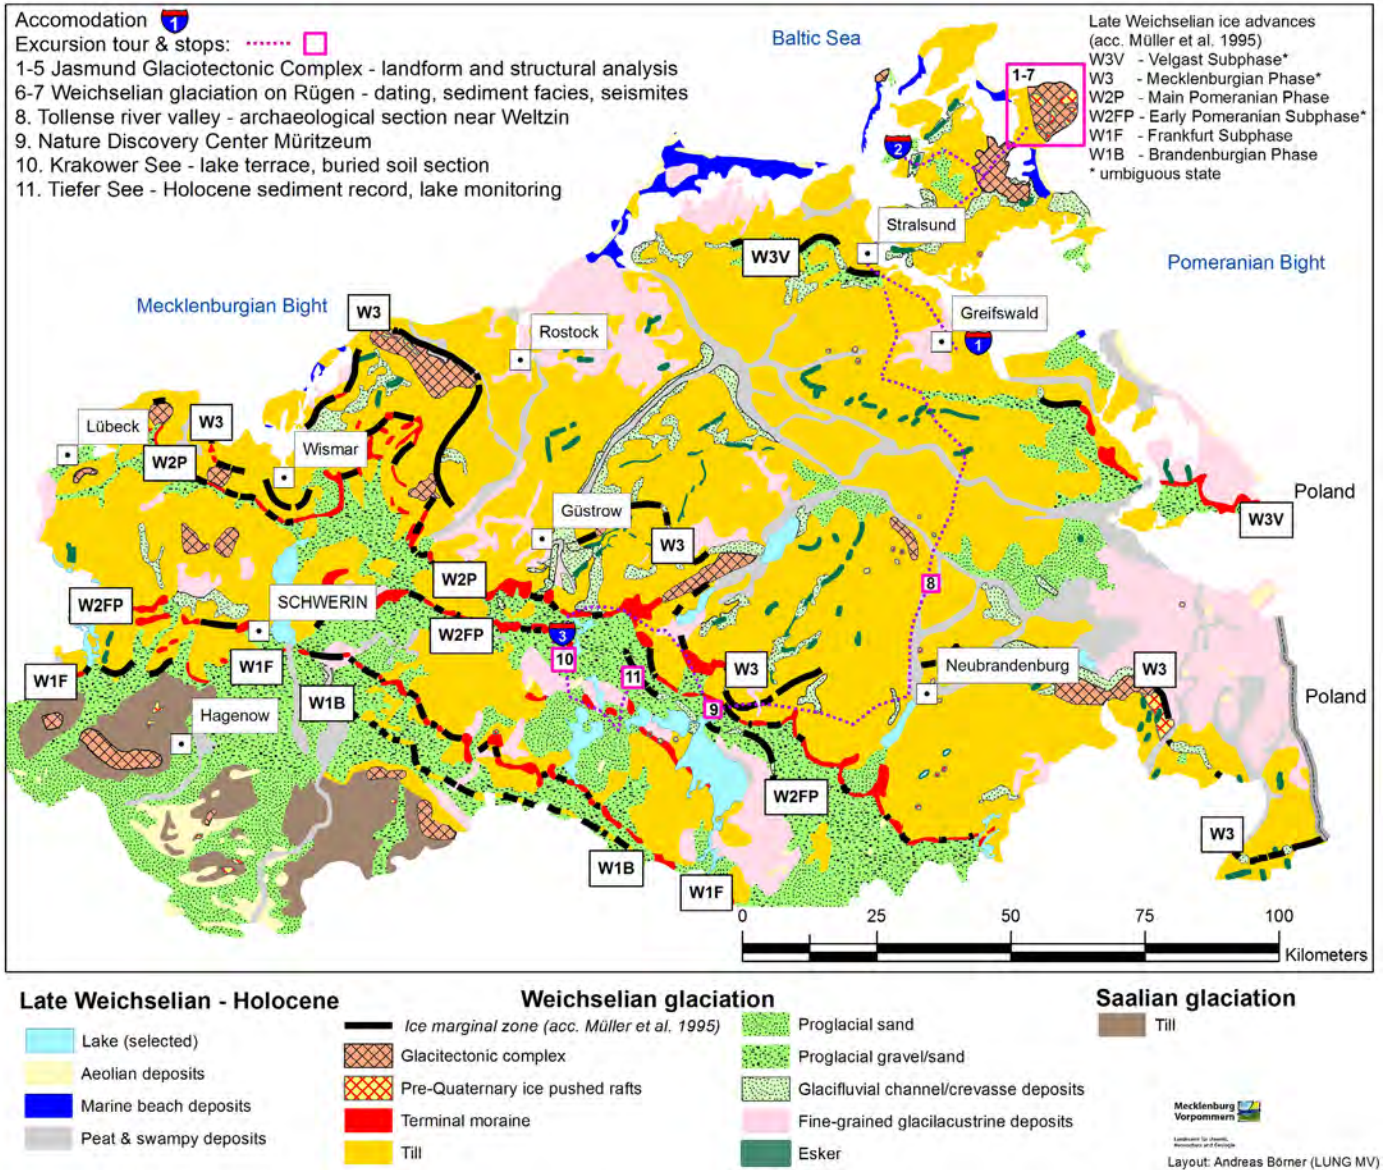 Accomodation 1
Excursion tour & stops:
1-5 Jasmund Glaciotectonic Complex - landform and structural analysis
6-7 Weichselian glaciation on Rügen - dating, sediment facies, seismites
8. Tollense river valley - archaeological section near Weltzin
9. Nature Discovery Center Müritzeum
10. Krakower See - lake terrace, buried soil section
11. Tiefer See - Holocene sediment record, lake monitoring
Late Weichselian ice advances
(acc. Müller et al. 1995)
W3V - Velgast Subphase*
W3 - Mecklenburgian Phase*
W2P - Main Pomeranian Phase
W2FP - Early Pomeranian Subphase*
W1F - Frankfurt Subphase
W1B - Brandenburgian Phase
* umbiguous state
Baltic Sea
1-7
2
Stralsund
W3V
Pomeranian Bight
Mecklenburgian Bight
W3
Rostock
Greifswald
1
Lübeck
W3
Wismar
W2P
Poland
W3V
Güstrow
W3
W2P
8
W2FP
SCHWERIN
W2FP
3
10
11
W3
Neubrandenburg
W3
W1F
W1F
W1B
9
Poland
Hagenow
W2FP
W3
W1B
W1F
0 25 50 75 100
Kilometers
Late Weichselian - Holocene
Lake (selected)
Aeolian deposits
Marine beach deposits
Peat & swampy deposits
Weichselian glaciation
Ice marginal zone (acc. Müller et al. 1995)
Glacitectonic complex
Pre-Quaternary ice pushed rafts
Terminal moraine
Till
Proglacial sand
Proglacial gravel/sand
Glacifluvial channel/crevasse deposits
Fine-grained glacilacustrine deposits
Esker
Saalian glaciation
Till
Mecklenburg
Vorpommern
Layout: Andreas Börner (LUNG MV)